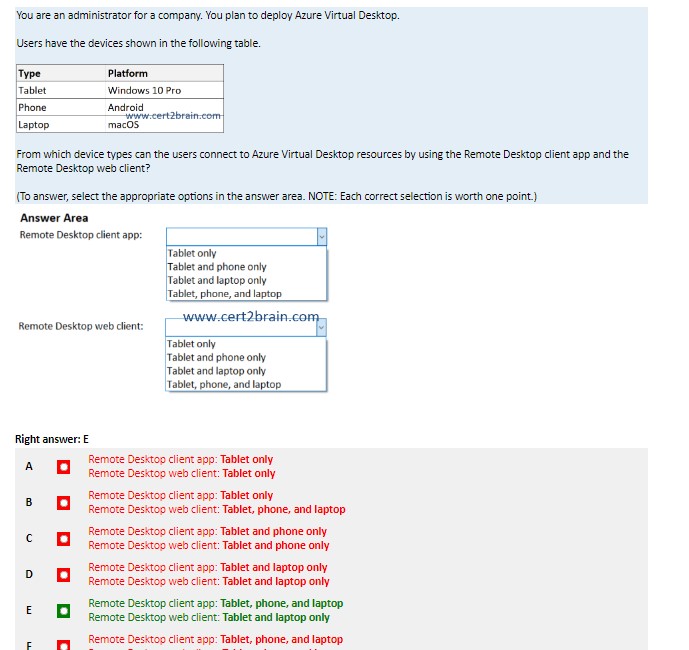 You are an administrator for a company. You plan to deploy Azure Virtual Desktop.
Users have the devices shown in the following table.
Type Platform
Tablet Windows 10 Pro
Phone Android
www.cert2brain.com
Laptop macOS
From which device types can the users connect to Azure Virtual Desktop resources by using the Remote Desktop client app and the
Remote Desktop web client?
(To answer, select the appropriate options in the answer area. NOTE: Each correct selection is worth one point.)
Answer Area
Remote Desktop client app:
Tablet only
Tablet and phone only
Tablet and laptop only
Tablet, phone, and laptop
www.cert2brain.com
Remote Desktop web client:
Tablet only
Tablet and phone only
Tablet and laptop only
Tablet, phone, and laptop
Right answer: E
A Remote Desktop client app: Tablet only
Remote Desktop web client: Tablet only
B Remote Desktop client app: Tablet only
Remote Desktop web client: Tablet, phone, and laptop
C Remote Desktop client app: Tablet and phone only
Remote Desktop web client: Tablet and phone only
D Remote Desktop client app: Tablet and laptop only
Remote Desktop web client: Tablet and laptop only
E Remote Desktop client app: Tablet, phone, and laptop
Remote Desktop web client: Tablet and laptop only
F Remote Desktop client app: Tablet, phone, and laptop